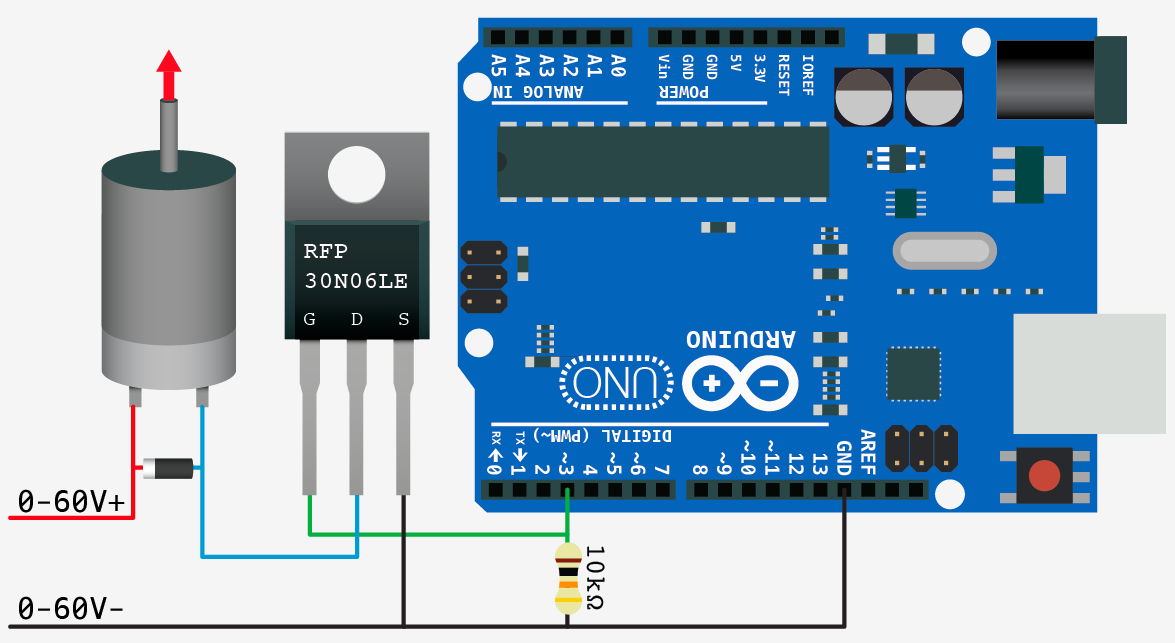 A5
A4
A3
A2
A1
A0
ANALOG IN
Vin
GND
GND
5V
3.3V
RESET
IOREF
POWER
RFP
30N06LE
G D S
ARDUINO
UNO
DIGITAL (PWM~)
RX
TX
0
1
2
~3
4
~5
~6
7
8
~9
~10
~11
12
13
GND
AREF
0-60V+
10kΩ
0-60V-